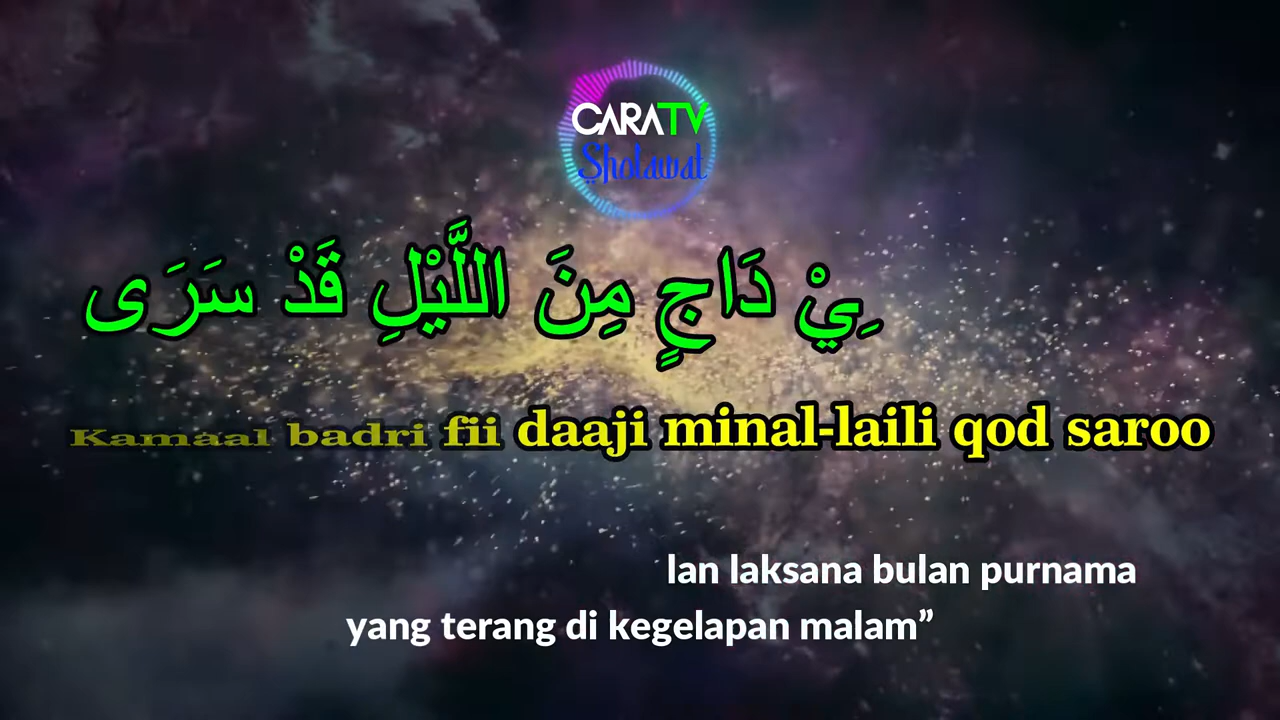 CARATV
Sholawat
ِيْ دَاجٍ مِنَ اللَّيْلِ قَدْ سَرَى
Kamaal badri fii daaji minal-laili qod saroo
lan laksana bulan purnama
yang terang di kegelapan malam”